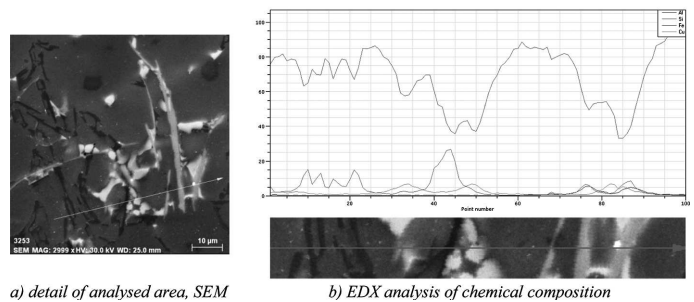 3253
SEM MAG: 2999 x HV: 30.0 kV WD: 25.0 mm
10 µm
a) detail of analysed area, SEM
100
80
60
40
20
0
20
40
60
80
100
Point number
Al
Si
Fe
Cu
b) EDX analysis of chemical composition